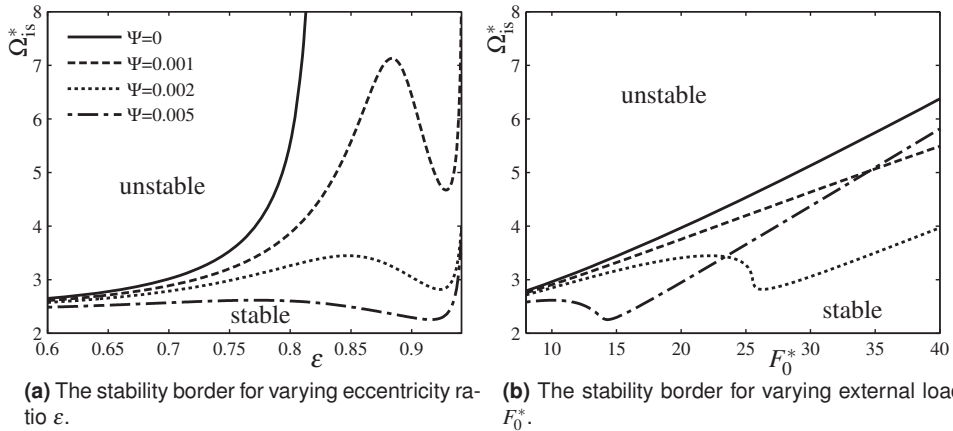 8
7
6
5
4
3
2
Ω*is
Ψ=0
Ψ=0.001
Ψ=0.002
Ψ=0.005
unstable
stable
0.6 0.65 0.7 0.75 0.8 0.85 0.9
ε
(a) The stability border for varying eccentricity ra-
tio ε.
8
7
6
5
4
3
2
Ω*is
unstable
stable
10 15 20 25 30 35 40
F0*
(b) The stability border for varying external loa
F0*.